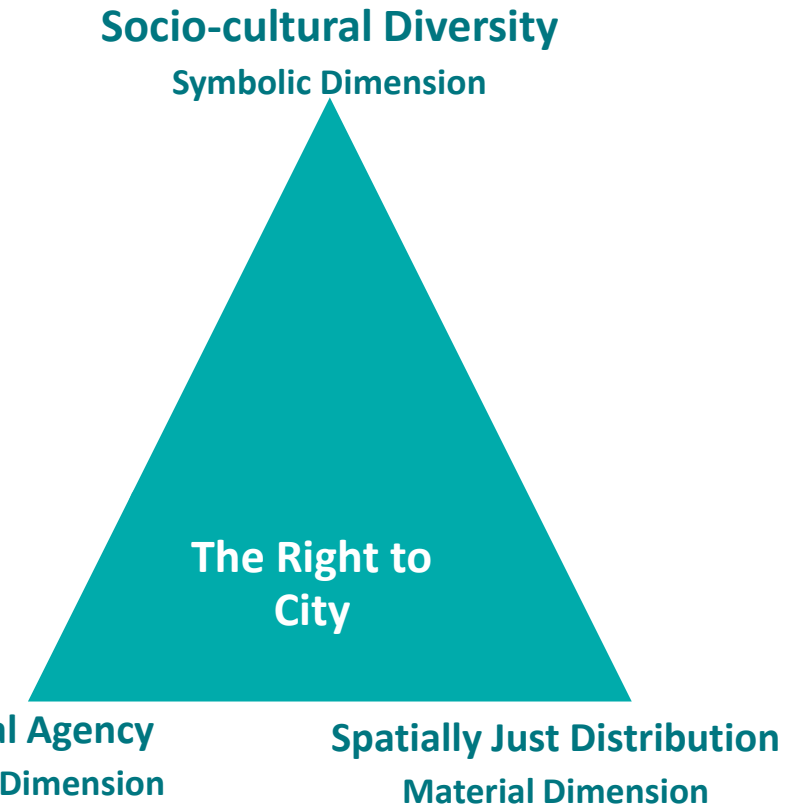 Socio-cultural Diversity
Symbolic Dimension
The Right to
City
Agency
Dimension
Spatially Just Distribution
Material Dimension